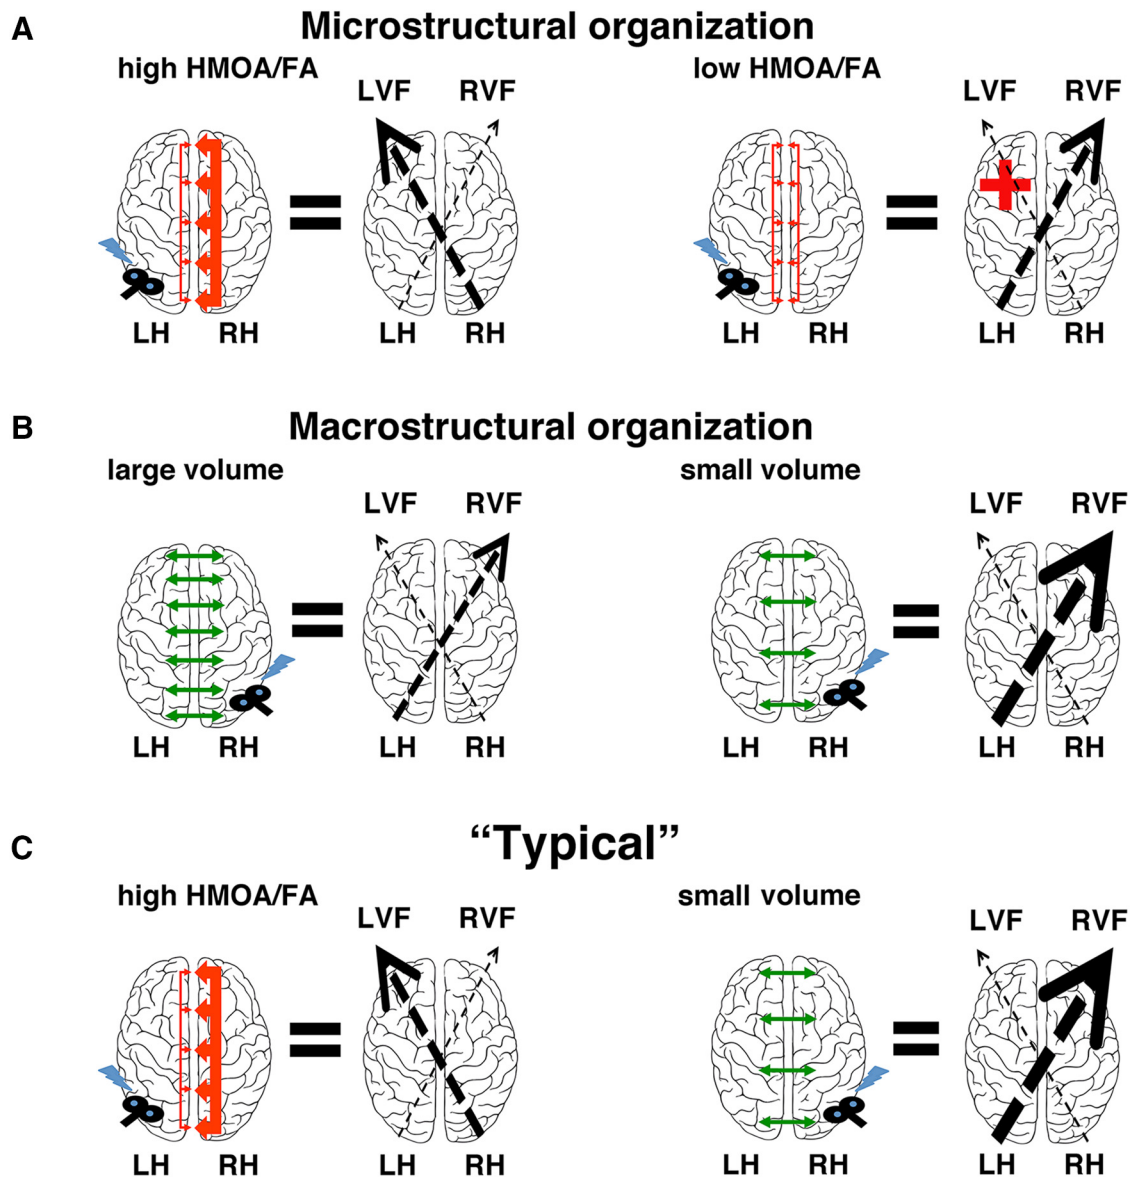 A
Microstructural organization
high HMOA/FA
low HMOA/FA
LVF RVF
LVF RVF
LH RH
LH RH
LH RH
LH RH
B
Macrostructural organization
large volume
small volume
LVF RVF
LVF RVF
LH RH
LH RH
LH RH
LH RH
C
“Typical”
high HMOA/FA
small volume
LVF RVF
LVF RVF
LH RH
LH RH
LH RH
LH RH